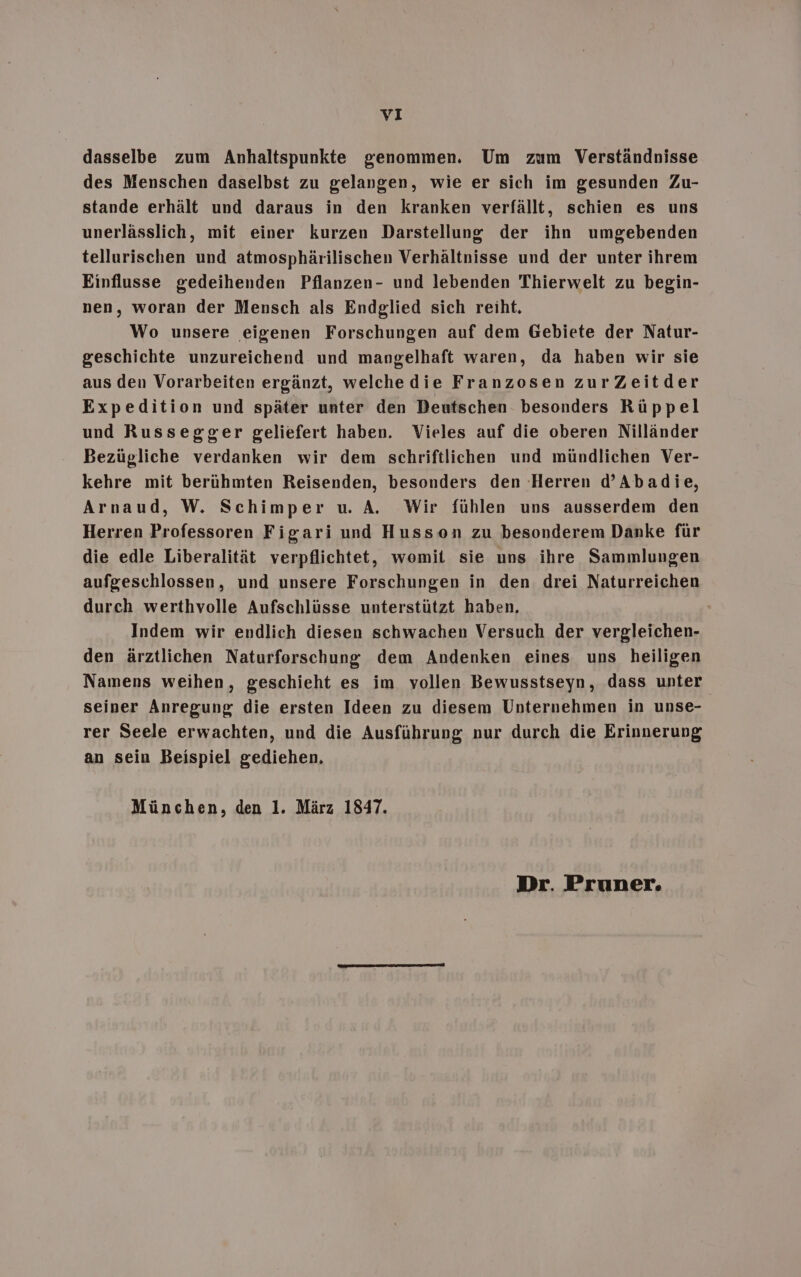 VI
dasselbe zum Anhaltspunkte genommen. Um zum Verständnisse
des Menschen daselbst zu gelangen, wie er sich im gesunden Zu-
stande erhält und daraus in den kranken verfällt, schien es uns
unerlässlich, mit einer kurzen Darstellung der ihn umgebenden
tellurischen und atmosphärilischen Verhältnisse und der unter ihrem
Einflusse gedeihenden Pflanzen- und lebenden Thierwelt zu begin-
nen, woran der Mensch als Endglied sich reiht.
Wo unsere eigenen Forschungen auf dem Gebiete der Natur-
geschichte unzureichend und mangelhaft waren, da haben wir sie
aus den Vorarbeiten ergänzt, welche die Franzosen zur Zeit der
Expedition und später unter den Deutschen besonders Rüppel
und Russegger geliefert haben. Vieles auf die oberen Nilländer
Bezügliche verdanken wir dem schriftlichen und mündlichen Ver-
kehre mit berühmten Reisenden, besonders den Herren d'Abadie,
Arnaud, W. Schimper u. A. Wir fühlen uns ausserdem den
Herren Professoren Figari und Husson zu besonderem Danke für
die edle Liberalität verpflichtet, womit sie uns ihre Sammlungen
aufgeschlossen, und unsere Forschungen in den drei Naturreichen
durch werthvolle Aufschlüsse unterstützt haben.
Indem wir endlich diesen schwachen Versuch der vergleichen-
den ärztlichen Naturforschung dem Andenken eines uns heiligen
Namens weihen, geschieht es im vollen Bewusstseyn, dass unter
seiner Anregung die ersten Ideen zu diesem Unternehmen in unse-
rer Seele erwachten, und die Ausführung nur durch die Erinnerung
an sein Beispiel gediehen.
München, den 1. März 1847.
Dr. Pruner.